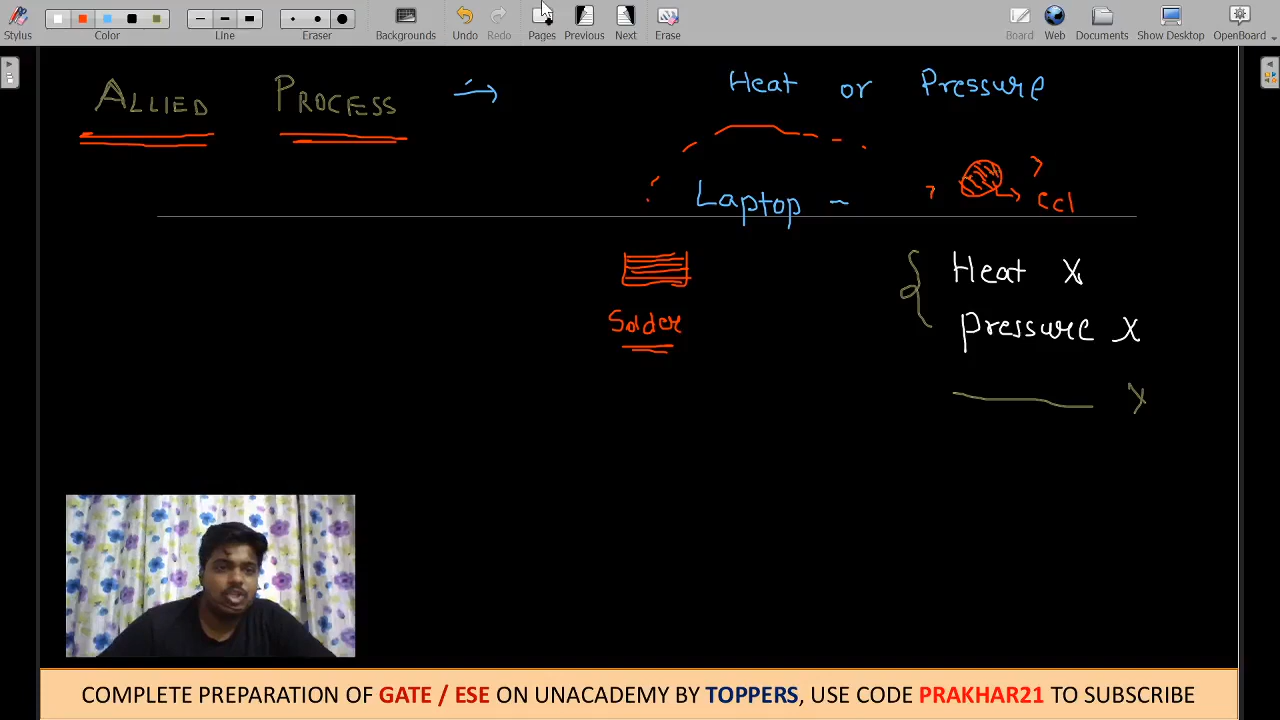 Stylus
Color
Line
Eraser
Backgrounds
Undo
Redo
Pages
Previous
Next
Erase
Board
Web
Documents
Show Desktop
OpenBoard
ALLIED PROCESS → Heat or Pressure
Laptop ~
? → ccl
Heat X
Solder
Pressure X
X
COMPLETE PREPARATION OF GATE / ESE ON UNACADEMY BY TOPPERS, USE CODE PRAKHAR21 TO SUBSCRIBE